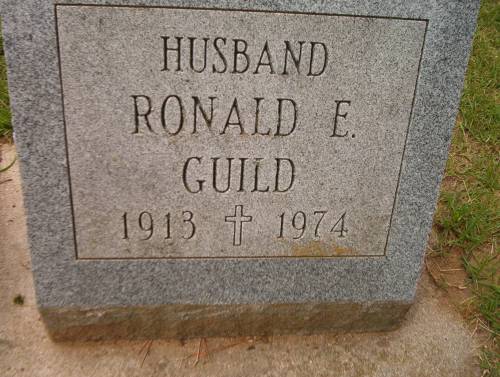 HUSBAND
RONALD E.
GUILD
1913 ✝ 1974